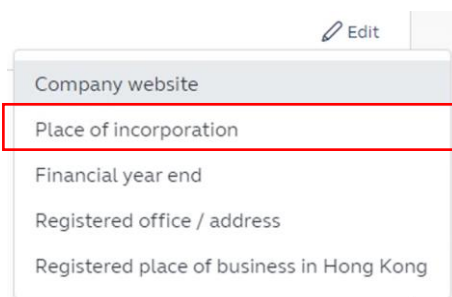 Edit
Company website
Place of incorporation
Financial year end
Registered office / address
Registered place of business in Hong Kong